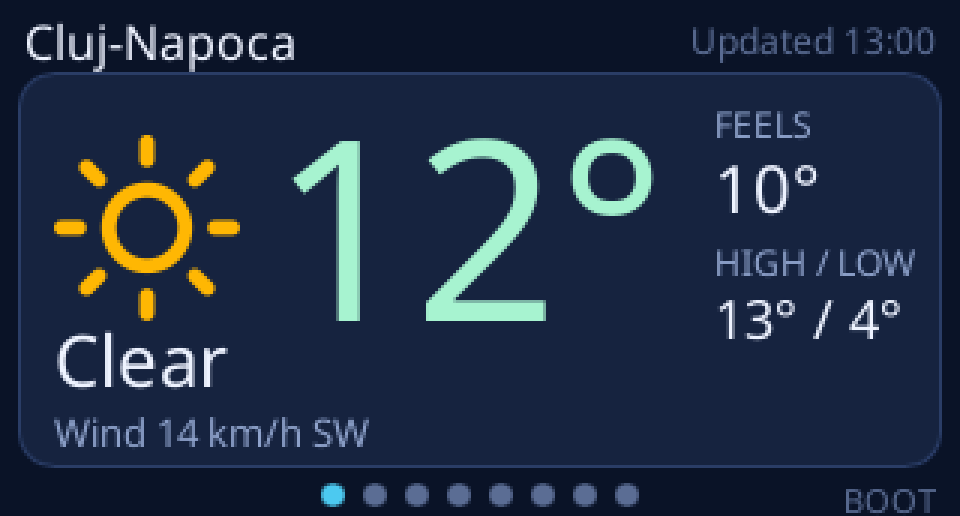 Cluj-Napoca
Updated 13:00
12°
FEELS
10°
HIGH / LOW
13° / 4°
Clear
Wind 14 km/h SW
BOOT